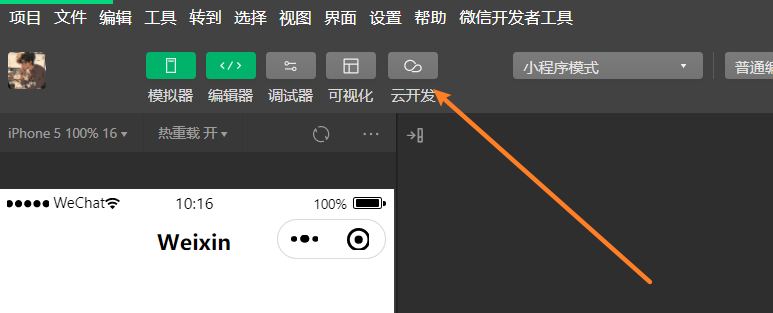 项目 文件 编辑 工具 转到 选择 视图 界面 设置 帮助 微信开发者工具
小程序模式 普通编
模拟器 编辑器 调试器 可视化 云开发
iPhone 5 100% 16 热重载 开
WeChat 10:16 100%
Weixin